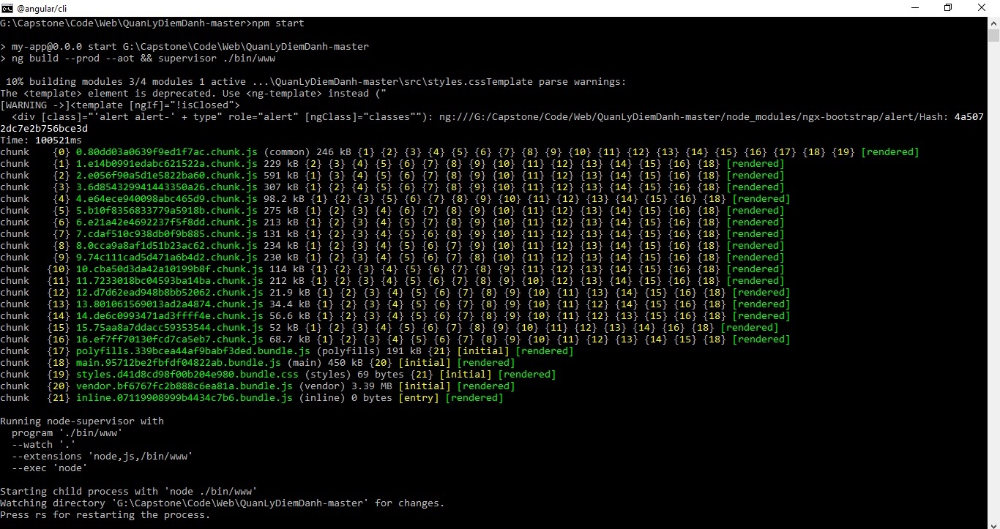 @angular/cli
G:\Capstone\Code\Web\QuanLyDiemDanh-master>npm start
> my-app@0.0.0 start G:\Capstone\Code\Web\QuanLyDiemDanh-master
> ng build --prod --aot && supervisor ./bin/www
10% building modules 3/4 modules 1 active ...\QuanLyDiemDanh-master\src\styles.cssTemplate parse warnings:
The <template> element is deprecated. Use <ng-template> instead ("
[WARNING ->]<template [ngIf]="!isClosed">
  <div [class]="'alert alert-' + type" role="alert" [ngClass]="classes""): ng:///G:/Capstone/Code/Web/QuanLyDiemDanh-master/node_modules/ngx-bootstrap/alert/Hash: 4a507
2dc7e2b756bce3d
Time: 100521ms
chunk    {0} 0.80dd03a0639f9ed1f7ac.chunk.js (common) 246 kB {1} {2} {3} {4} {5} {6} {7} {8} {9} {10} {11} {12} {13} {14} {15} {16} {17} {18} {19} [rendered]
chunk    {1} 1.e14b0991edabc621522a.chunk.js 229 kB {2} {3} {4} {5} {6} {7} {8} {9} {10} {11} {12} {13} {14} {15} {16} {18} [rendered]
chunk    {2} 2.e056f90a5d1e5822ba60.chunk.js 591 kB {1} {3} {4} {5} {6} {7} {8} {9} {10} {11} {12} {13} {14} {15} {16} {18} [rendered]
chunk    {3} 3.6d854329941443350a26.chunk.js 307 kB {1} {2} {4} {5} {6} {7} {8} {9} {10} {11} {12} {13} {14} {15} {16} {18} [rendered]
chunk    {4} 4.e64ece940098abc465d9.chunk.js 98.2 kB {1} {2} {3} {5} {6} {7} {8} {9} {10} {11} {12} {13} {14} {15} {16} {18} [rendered]
chunk    {5} 5.b10f8356833779a5918b.chunk.js 275 kB {1} {2} {3} {4} {6} {7} {8} {9} {10} {11} {12} {13} {14} {15} {16} {18} [rendered]
chunk    {6} 6.e21a42e4692237f5f8dd.chunk.js 213 kB {1} {2} {3} {4} {5} {7} {8} {9} {10} {11} {12} {13} {14} {15} {16} {18} [rendered]
chunk    {7} 7.cdaf510c938db0f9b885.chunk.js 131 kB {1} {2} {3} {4} {5} {6} {8} {9} {10} {11} {12} {13} {14} {15} {16} {18} [rendered]
chunk    {8} 8.0cca9a8af1d51b23ac62.chunk.js 234 kB {1} {2} {3} {4} {5} {6} {7} {9} {10} {11} {12} {13} {14} {15} {16} {18} [rendered]
chunk    {9} 9.74c111cad5d471a6b4d2.chunk.js 230 kB {1} {2} {3} {4} {5} {6} {7} {8} {10} {11} {12} {13} {14} {15} {16} {18} [rendered]
chunk   {10} 10.cba50d3da42a10199b8f.chunk.js 114 kB {1} {2} {3} {4} {5} {6} {7} {8} {9} {11} {12} {13} {14} {15} {16} {18} [rendered]
chunk   {11} 11.7233018bc04593ba14ba.chunk.js 212 kB {1} {2} {3} {4} {5} {6} {7} {8} {9} {10} {12} {13} {14} {15} {16} {18} [rendered]
chunk   {12} 12.d7d62ead948b8bb52062.chunk.js 21.9 kB {1} {2} {3} {4} {5} {6} {7} {8} {9} {10} {11} {13} {14} {15} {16} {18} [rendered]
chunk   {13} 13.801061569013ad2a4874.chunk.js 34.4 kB {1} {2} {3} {4} {5} {6} {7} {8} {9} {10} {11} {12} {14} {15} {16} {18} [rendered]
chunk   {14} 14.de6c0993471ad3ffff4e.chunk.js 56.6 kB {1} {2} {3} {4} {5} {6} {7} {8} {9} {10} {11} {12} {13} {15} {16} {18} [rendered]
chunk   {15} 15.75aa8a7ddacc59353544.chunk.js 52 kB {1} {2} {3} {4} {5} {6} {7} {8} {9} {10} {11} {12} {13} {14} {16} {18} [rendered]
chunk   {16} 16.ef7ff70130fcd7ca5eb7.chunk.js 68.7 kB {1} {2} {3} {4} {5} {6} {7} {8} {9} {10} {11} {12} {13} {14} {15} {18} [rendered]
chunk   {17} polyfills.339bcea44af9babf3ded.bundle.js (polyfills) 191 kB {21} [initial] [rendered]
chunk   {18} main.95712be2fbfdf04822ab.bundle.js (main) 450 kB {20} [initial] [rendered]
chunk   {19} styles.d41d8cd98f00b204e980.bundle.css (styles) 69 bytes {21} [initial] [rendered]
chunk   {20} vendor.bf6767fc2b888c6ea81a.bundle.js (vendor) 3.39 MB [initial] [rendered]
chunk   {21} inline.07119908999b4434c7b6.bundle.js (inline) 0 bytes [entry] [rendered]
Running node-supervisor with
  program './bin/www'
  --watch '.'
  --extensions 'node,js,/bin/www'
  --exec 'node'
Starting child process with 'node ./bin/www'
Watching directory 'G:\Capstone\Code\Web\QuanLyDiemDanh-master' for changes.
Press rs for restarting the process.